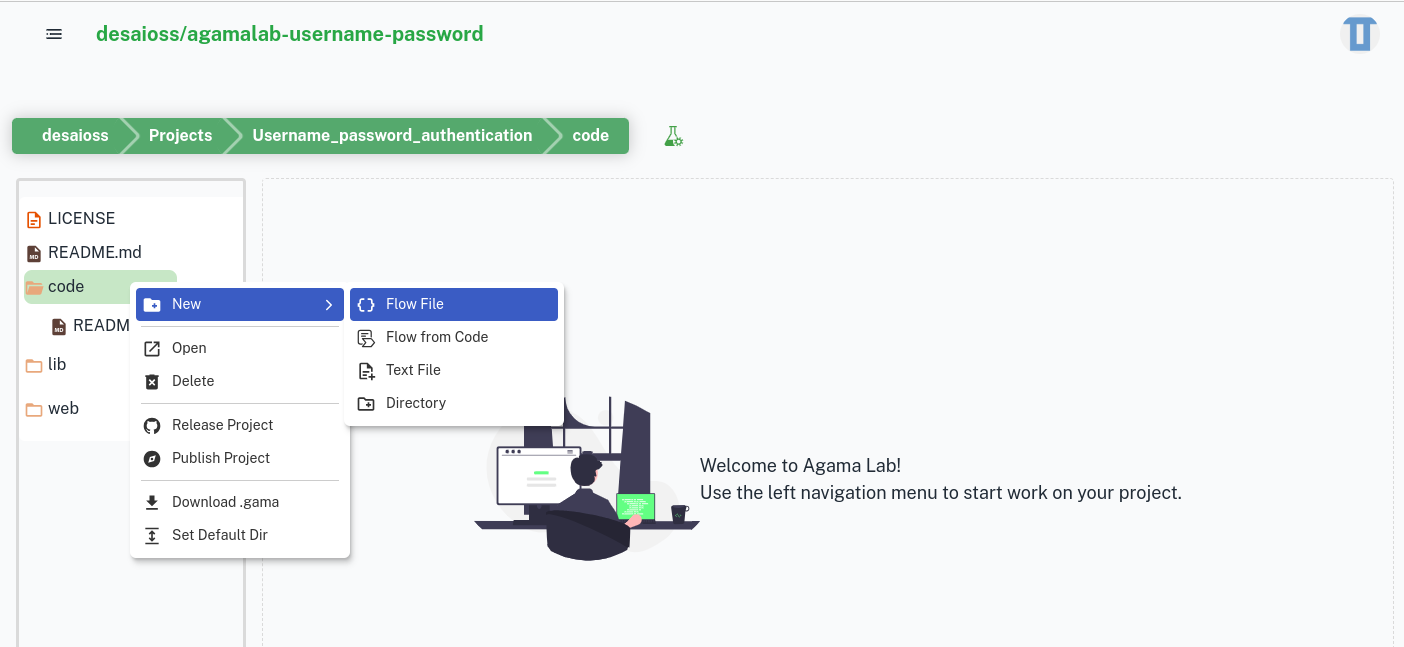 desaioss/agamalab-username-password
desaioss
Projects
Username_password_authentication
code
LICENSE
README.md
code
READM
lib
web
New
Open
Delete
Release Project
Publish Project
Download .gama
Set Default Dir
Flow File
Flow from Code
Text File
Directory
Welcome to Agama Lab!
Use the left navigation menu to start work on your project.